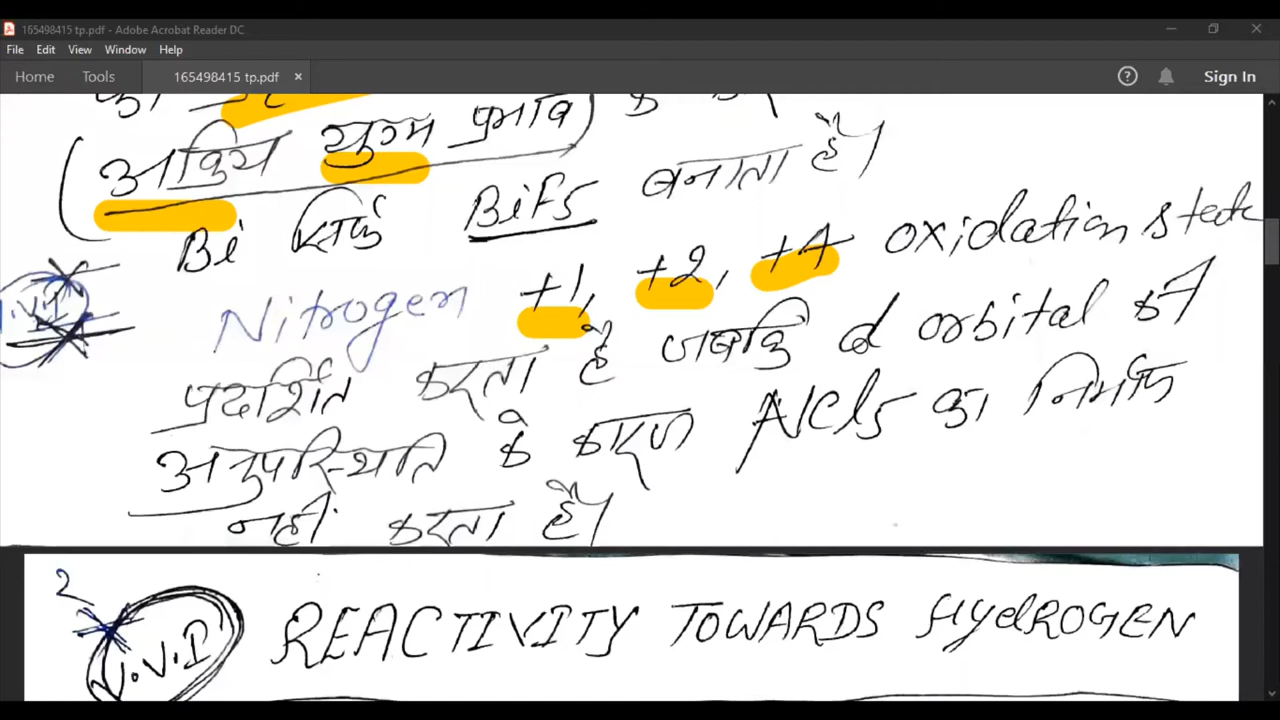 165498415 tp.pdf - Adobe Acrobat Reader DC
File Edit View Window Help
Home Tools 165498415 tp.pdf × Sign In
(अक्रिय युग्म प्रभाव) के
Bi सिर्फ BiF5 बनाता है।
V.I Nitrogen +1, +2, +4 oxidation state
प्रदर्शित करता है जबकि d orbital की
अनुपस्थिति के कारण NCl5 का निर्माण
नहीं करता है।
2
V.V.I REACTIVITY TOWARDS HydROGEN